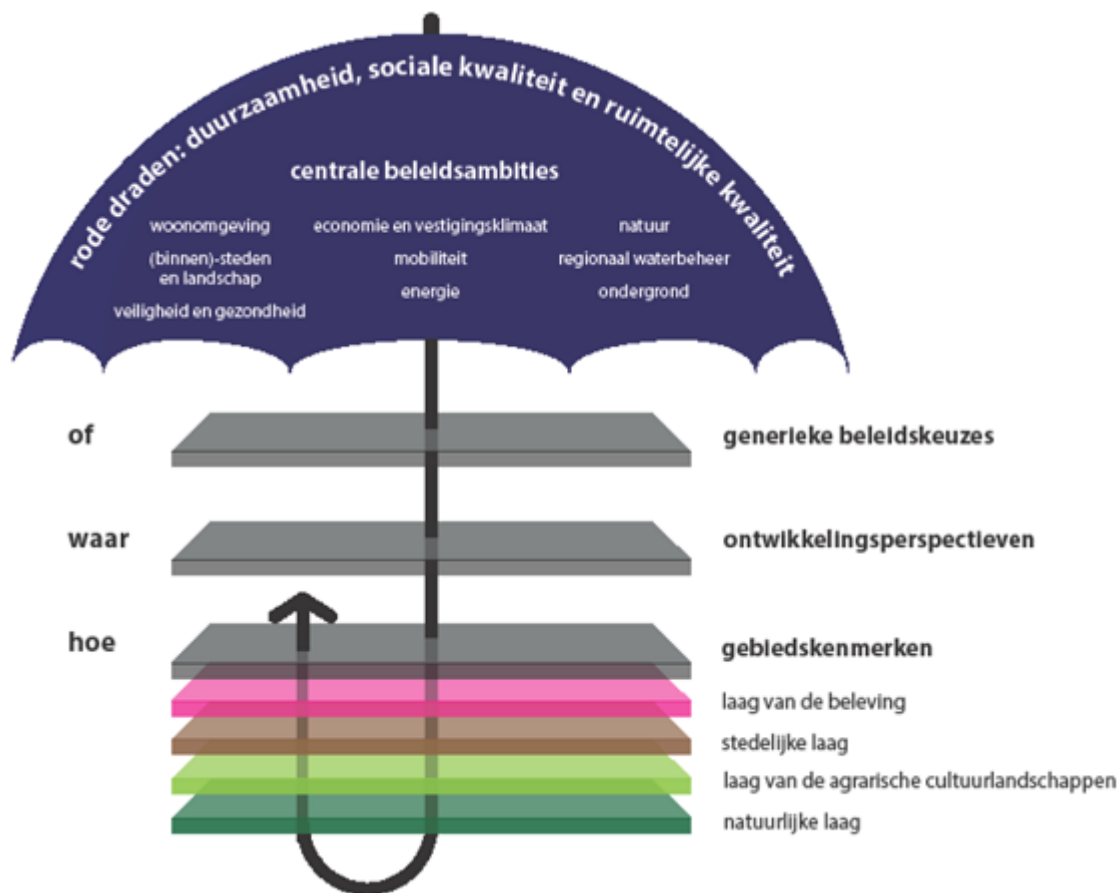 rode draden: duurzaamheid, sociale kwaliteit en ruimtelijke kwaliteit
centrale beleidsambities
woonomgeving
(binnen)-steden
en landschap
veiligheid en gezondheid
economie en vestigingsklimaat
mobiliteit
energie
natuur
regionaal waterbeheer
ondergrond
of
generieke beleidskeuzes
waar
ontwikkelingsperspectieven
hoe
gebiedskenmerken
laag van de beleving
stedelijke laag
laag van de agrarische cultuurlandschappen
natuurlijke laag